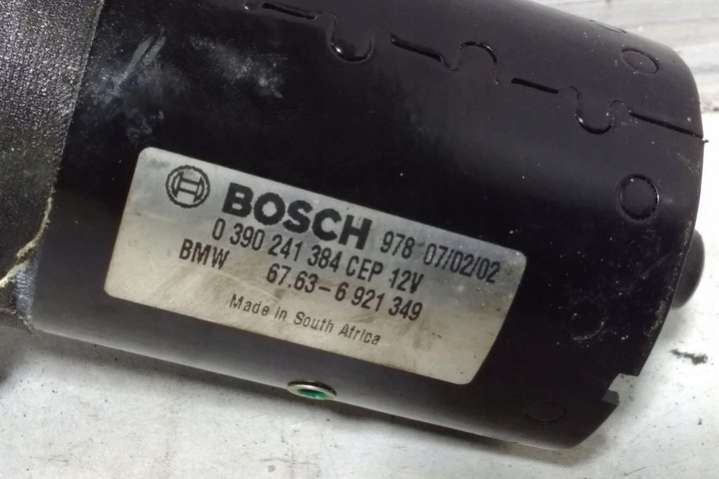 BOSCH 978 07/02/02
0 390 241 384 CEP 12V
BMW 67.63-6 921 349
Made in South Africa